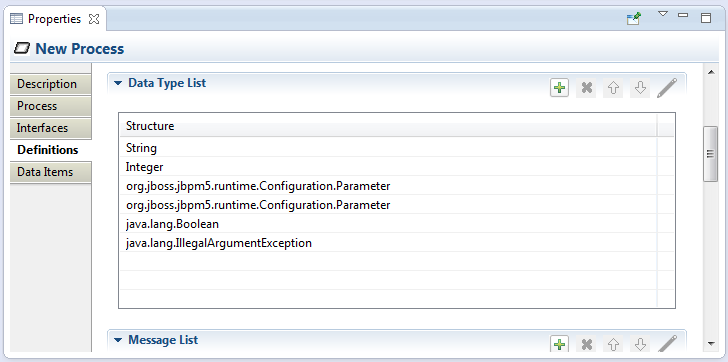 Properties
New Process
Description
Process
Interfaces
Definitions
Data Items
Data Type List
Structure
String
Integer
org.jboss.jbpm5.runtime.Configuration.Parameter
org.jboss.jbpm5.runtime.Configuration.Parameter
java.lang.Boolean
java.lang.IllegalArgumentException
Message List